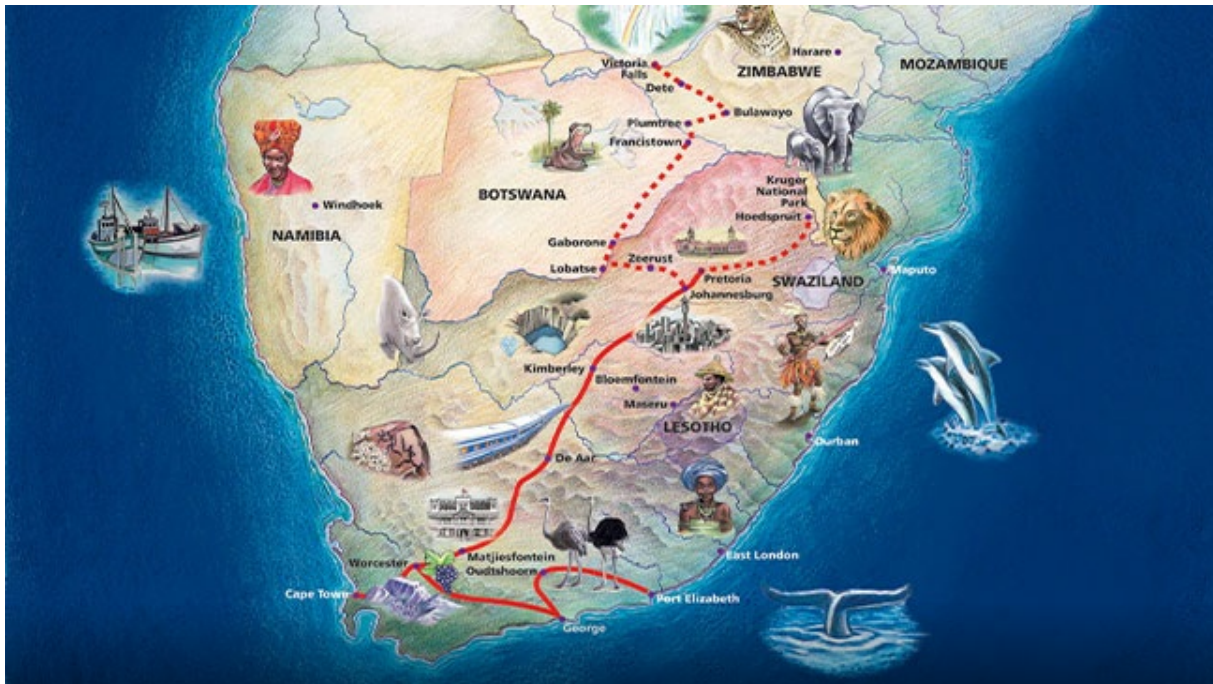 Harare
Victoria
Falls
ZIMBABWE
MOZAMBIQUE
Dete
Plumtree
Bulawayo
Francistown
Kruger
National
Park
Hoedspruit
BOTSWANA
Windhoek
NAMIBIA
Gaborone
Lobatse
Zeerust
Pretoria
Johannesburg
SWAZILAND
Maputo
Kimberley
Bloemfontein
Maseru
LESOTHO
Durban
De Aar
Matjiesfontein
Worcester
Oudtshoorn
East London
Cape Town
Port Elizabeth
George